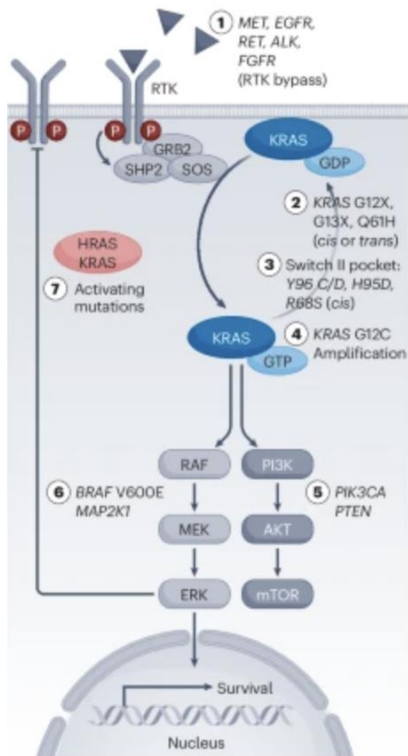 1 MET, EGFR,
RET, ALK,
FGFR
(RTK bypass)
RTK
P P P P
GRB2
SHP2 SOS
KRAS
GDP
2 KRAS G12X,
G13X, Q61H
(cis or trans)
3 Switch II pocket:
Y96 C/D, H95D,
R68S (cis)
HRAS
KRAS
7 Activating
mutations
KRAS
GTP
4 KRAS G12C
Amplification
RAF PI3K
6 BRAF V600E
MAP2K1
5 PIK3CA
PTEN
MEK AKT
ERK mTOR
Survival
Nucleus